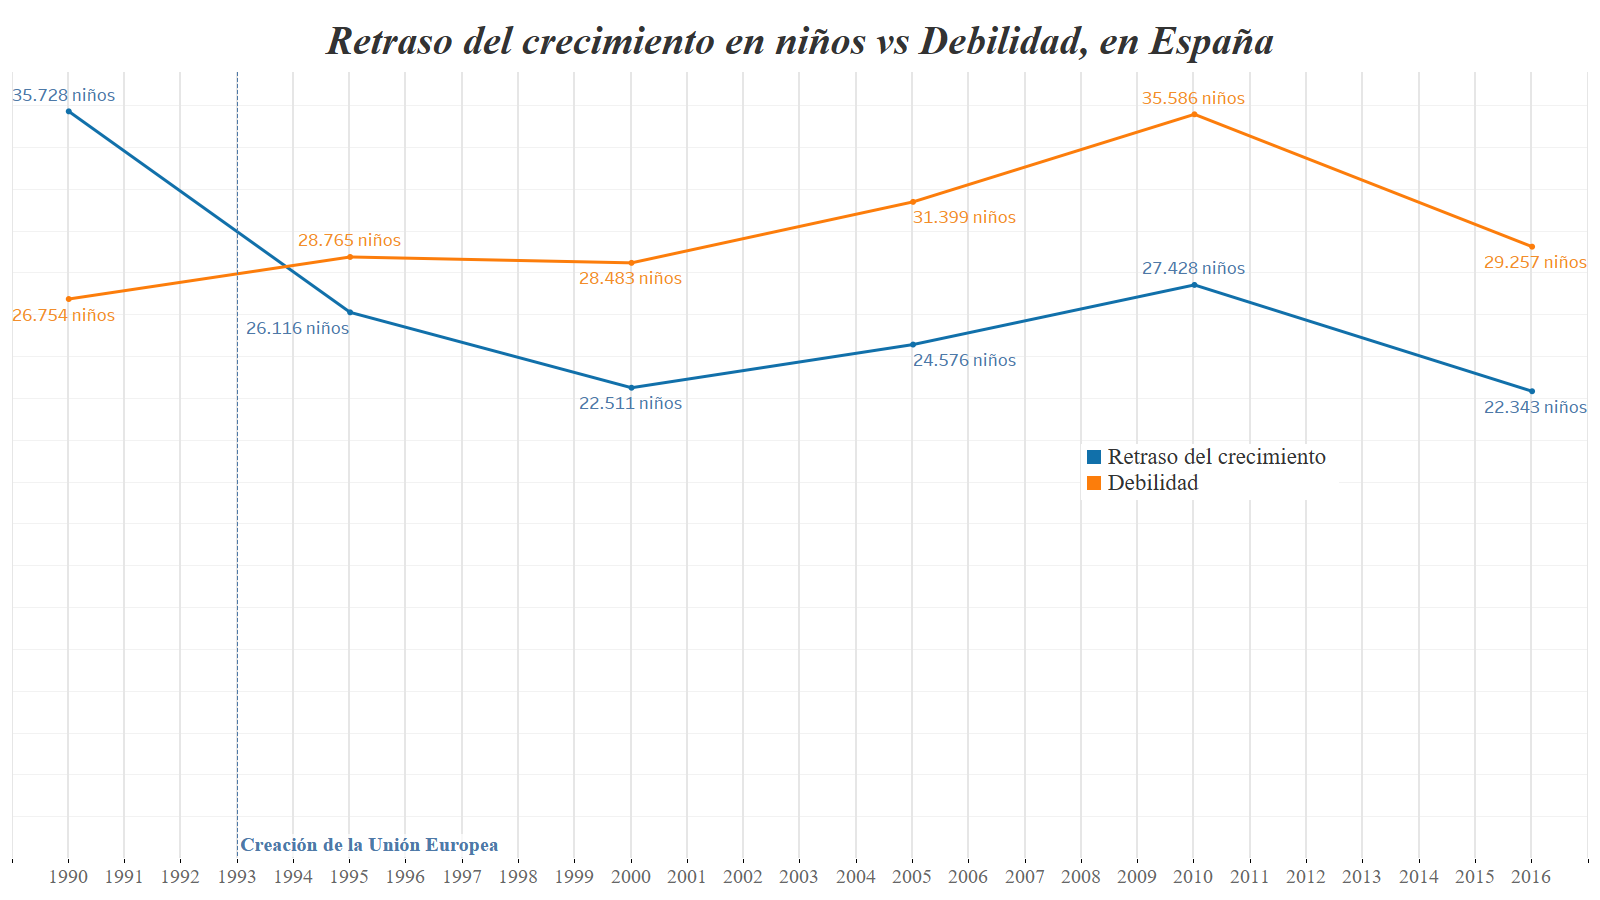 Retraso del crecimiento en niños vs Debilidad, en España
35.728 niños
35.586 niños
31.399 niños
28.765 niños
29.257 niños
27.428 niños
28.483 niños
26.754 niños
26.116 niños
24.576 niños
22.511 niños
22.343 niños
Retraso del crecimiento
Debilidad
Creación de la Unión Europea
1990 1991 1992 1993 1994 1995 1996 1997 1998 1999 2000 2001 2002 2003 2004 2005 2006 2007 2008 2009 2010 2011 2012 2013 2014 2015 2016